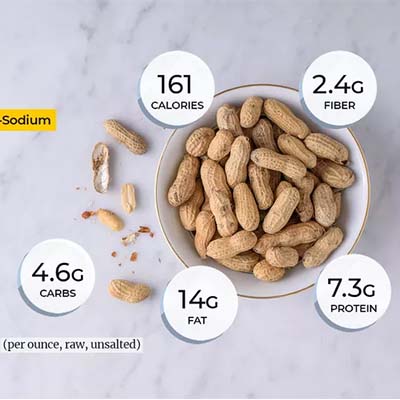 161
CALORIES
2.4G
FIBER
-Sodium
4.6G
CARBS
14G
FAT
7.3G
PROTEIN
(per ounce, raw, unsalted)